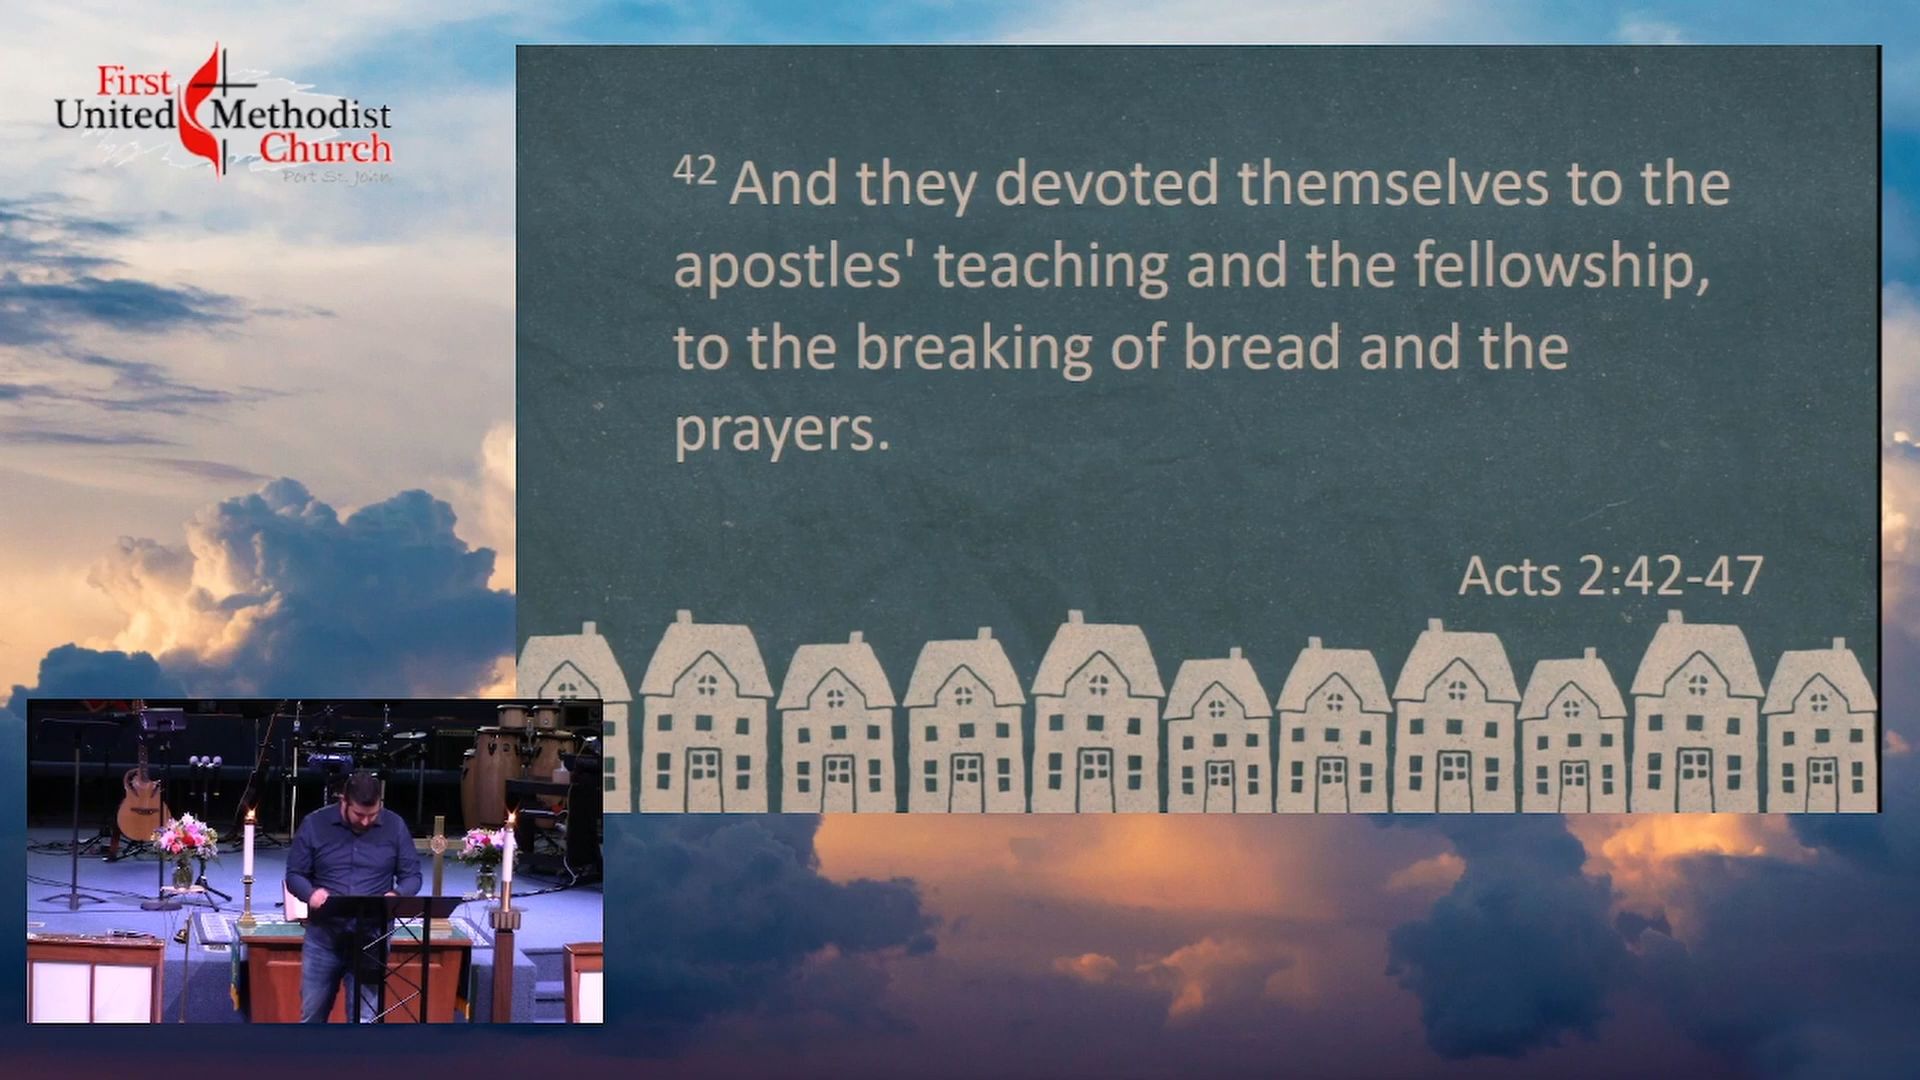 First
United Methodist
Church
Port St. John
42 And they devoted themselves to the
apostles' teaching and the fellowship,
to the breaking of bread and the
prayers.
Acts 2:42-47